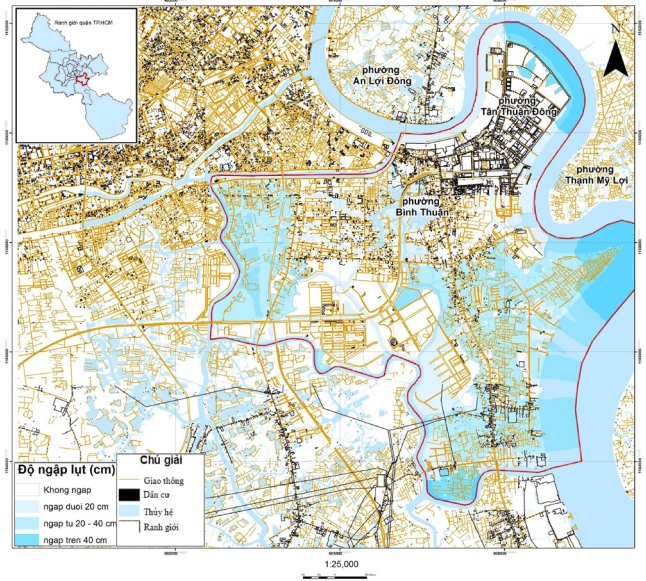 Ranh giới quận TP.HCM
N
phường
An Lợi Đông
phường
Tân Thuận Đông
phường
Thạnh Mỹ Lợi
phường
Bình Thuận
Độ ngập lụt (cm)
Khong ngap
ngap duoi 20 cm
ngap tu 20 - 40 cm
ngap tren 40 cm
Chú giải
Giao thông
Dân cư
Thủy hệ
Ranh giới
1:25,000